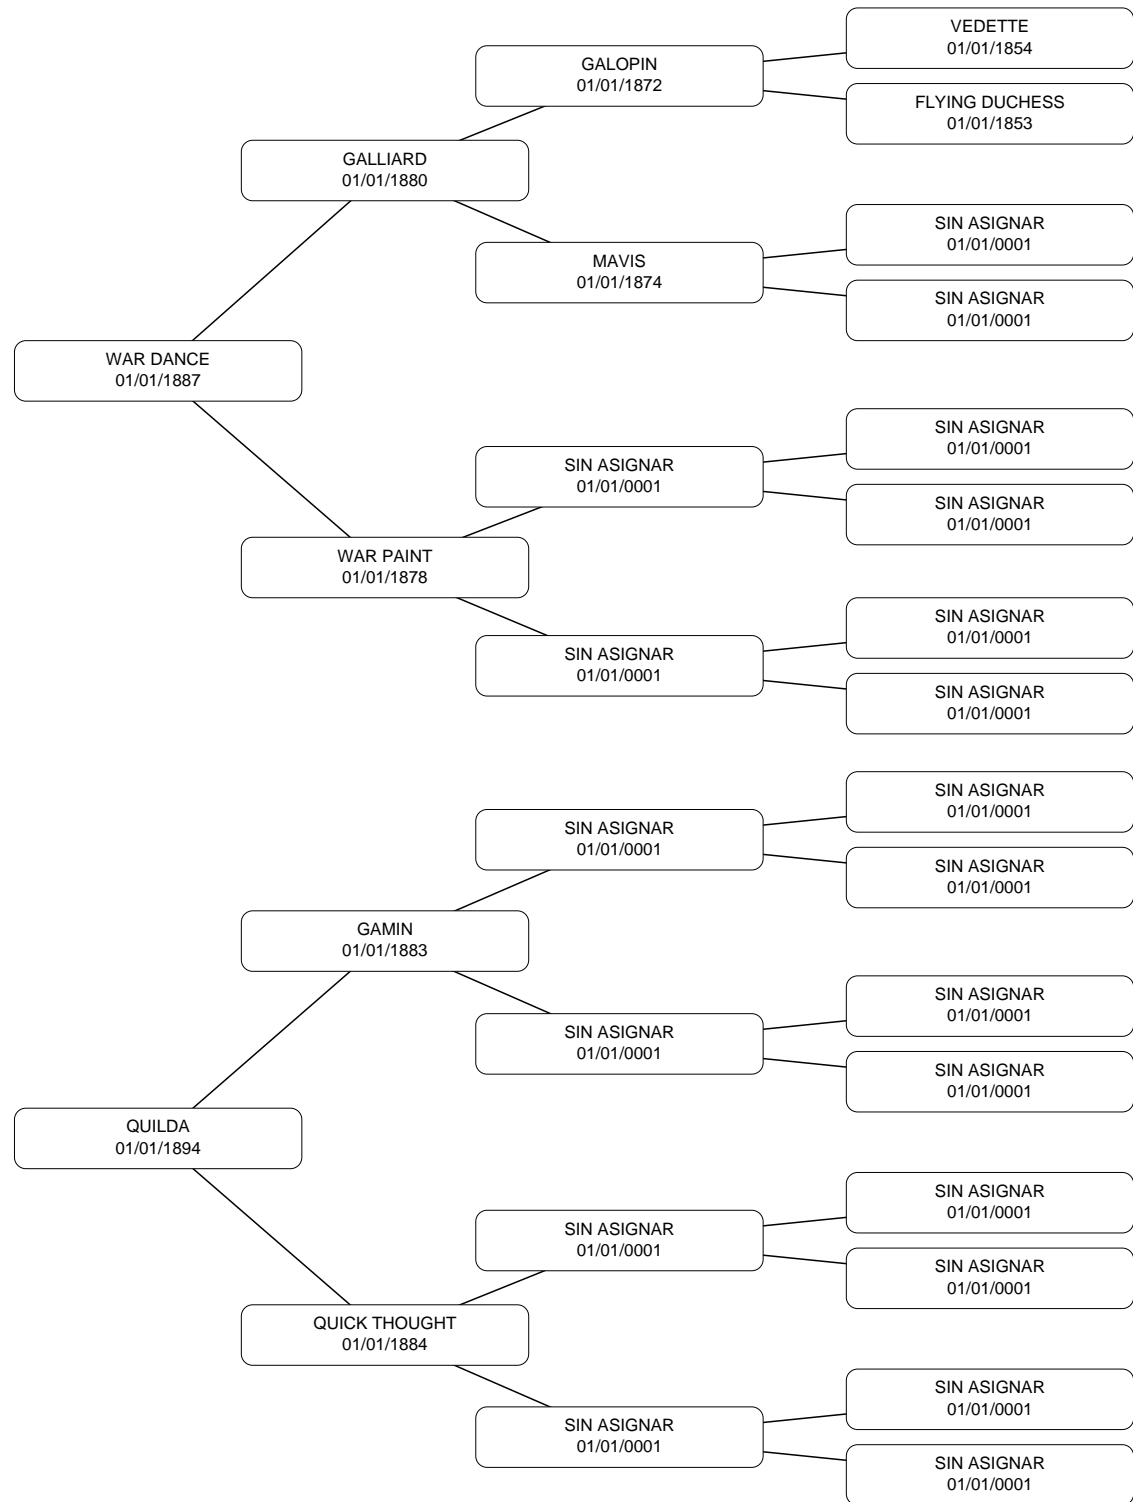 VEDETTE
01/01/1854
GALOPIN
01/01/1872
FLYING DUCHESS
01/01/1853
GALLIARD
01/01/1880
SIN ASIGNAR
01/01/0001
MAVIS
01/01/1874
SIN ASIGNAR
01/01/0001
WAR DANCE
01/01/1887
SIN ASIGNAR
01/01/0001
SIN ASIGNAR
01/01/0001
SIN ASIGNAR
01/01/0001
WAR PAINT
01/01/1878
SIN ASIGNAR
01/01/0001
SIN ASIGNAR
01/01/0001
SIN ASIGNAR
01/01/0001
SIN ASIGNAR
01/01/0001
SIN ASIGNAR
01/01/0001
SIN ASIGNAR
01/01/0001
GAMIN
01/01/1883
SIN ASIGNAR
01/01/0001
SIN ASIGNAR
01/01/0001
SIN ASIGNAR
01/01/0001
QUILDA
01/01/1894
SIN ASIGNAR
01/01/0001
SIN ASIGNAR
01/01/0001
SIN ASIGNAR
01/01/0001
QUICK THOUGHT
01/01/1884
SIN ASIGNAR
01/01/0001
SIN ASIGNAR
01/01/0001
SIN ASIGNAR
01/01/0001